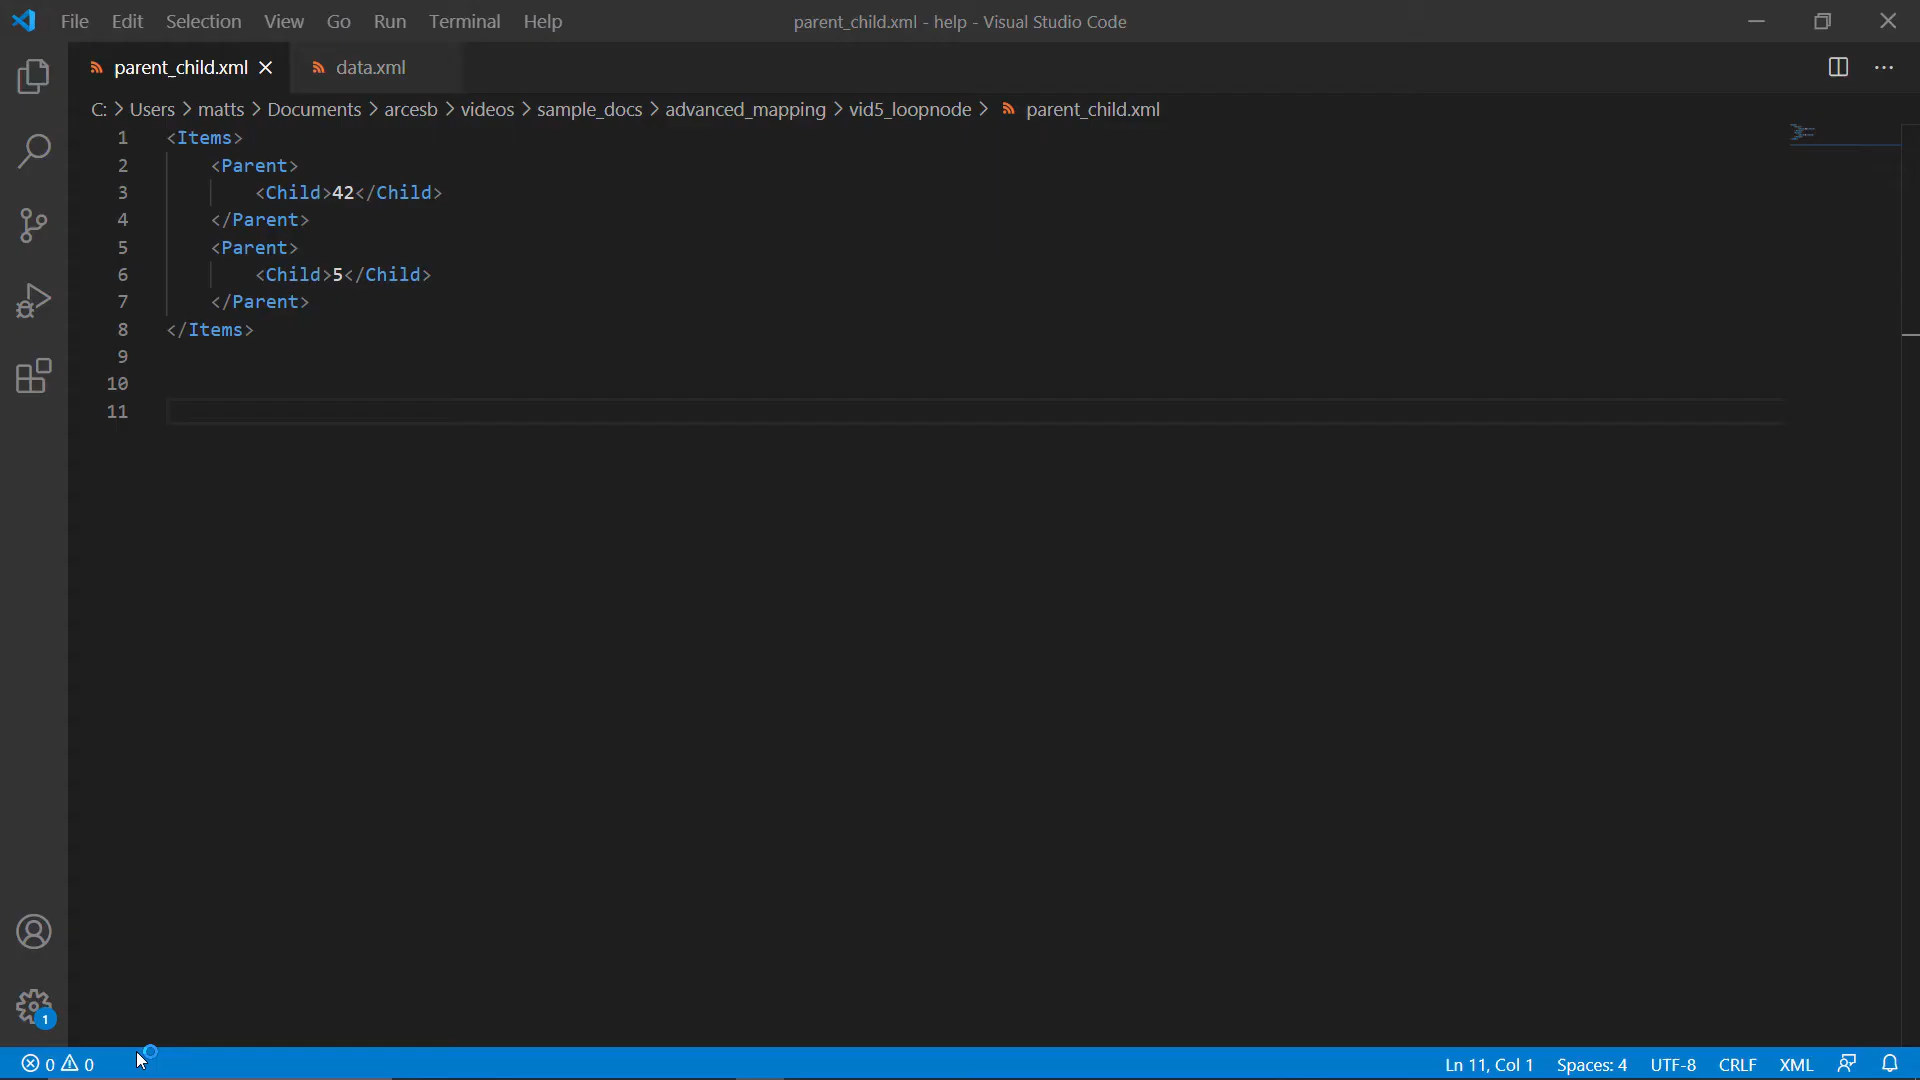 File Edit Selection View Go Run Terminal Help parent_child.xml - help - Visual Studio Code
parent_child.xml data.xml
C: > Users > matts > Documents > arcesb > videos > sample_docs > advanced_mapping > vid5_loopnode > parent_child.xml
1 <Items>
2     <Parent>
3         <Child>42</Child>
4     </Parent>
5     <Parent>
6         <Child>5</Child>
7     </Parent>
8 </Items>
9
10
11
1
0 0 Ln 11, Col 1 Spaces: 4 UTF-8 CRLF XML